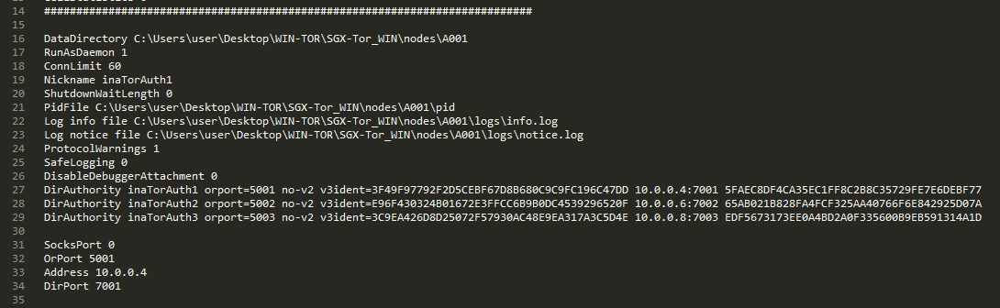 14 ############################################################################
15
16 DataDirectory C:\Users\user\Desktop\WIN-TOR\SGX-Tor_WIN\nodes\A001
17 RunAsDaemon 1
18 ConnLimit 60
19 Nickname inaTorAuth1
20 ShutdownWaitLength 0
21 PidFile C:\Users\user\Desktop\WIN-TOR\SGX-Tor_WIN\nodes\A001\pid
22 Log info file C:\Users\user\Desktop\WIN-TOR\SGX-Tor_WIN\nodes\A001\logs\info.log
23 Log notice file C:\Users\user\Desktop\WIN-TOR\SGX-Tor_WIN\nodes\A001\logs\notice.log
24 ProtocolWarnings 1
25 SafeLogging 0
26 DisableDebuggerAttachment 0
27 DirAuthority inaTorAuth1 orport=5001 no-v2 v3ident=3F49F97792F2D5CEBF67D8B680C9C9FC196C47DD 10.0.0.4:7001 5FAEC8DF4CA35EC1FF8C2B8C35729FE7E6DEBF77
28 DirAuthority inaTorAuth2 orport=5002 no-v2 v3ident=E96F430324B01672E3FFCC6B9B0DC4539296520F 10.0.0.6:7002 65AB021B828FA4FCF325AA40766F6E842925D07A
29 DirAuthority inaTorAuth3 orport=5003 no-v2 v3ident=3C9EA426D8D25072F57930AC48E9EA317A3C5D4E 10.0.0.8:7003 EDF5673173EE0A4BD2A0F335600B9EB591314A1D
30
31 SocksPort 0
32 OrPort 5001
33 Address 10.0.0.4
34 DirPort 7001
35